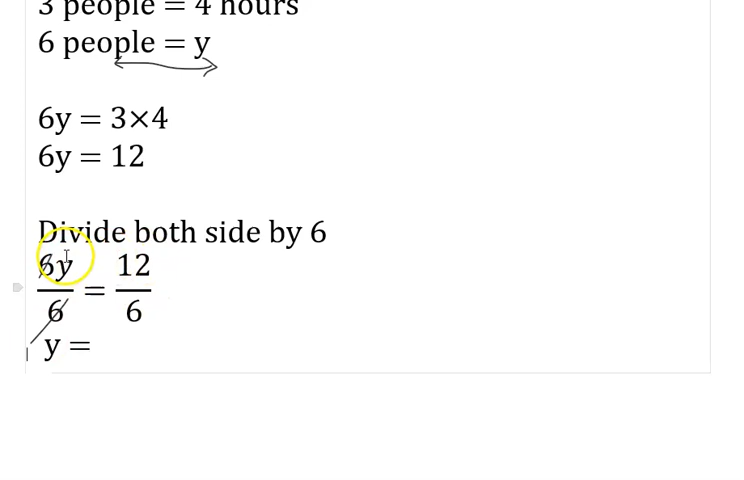 3 people = 4 hours
6 people = y
6y = 3×4
6y = 12
Divide both side by 6
6y/6 = 12/6
y =